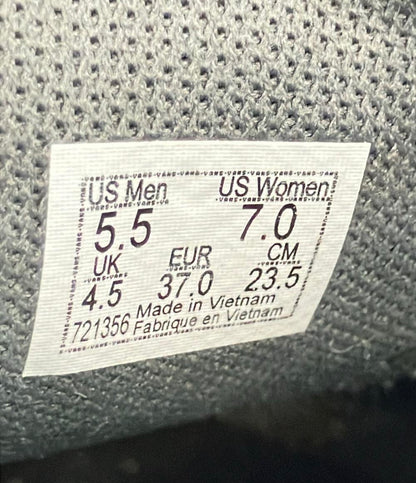 US Men US Women
5.5 7.0
UK EUR CM
4.5 37.0 23.5
721356 Made in Vietnam
Fabrique en Vietnam